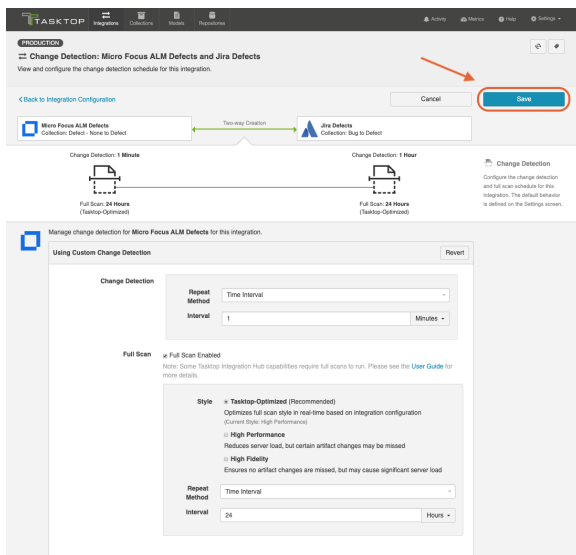 TASKTOP
Integrations
Collections
Models
Repositories
Activity
Metrics
Help
Settings
PRODUCTION
Change Detection: Micro Focus ALM Defects and Jira Defects
View and configure the change detection schedule for this integration.
Back to Integration Configuration
Cancel
Save
Micro Focus ALM Defects
Collection: Defect - None to Defect
Two-way Creation
Jira Defects
Collection: Bug to Defect
Change Detection: 1 Minute
Change Detection: 1 Hour
Full Scan: 24 Hours
(Tasktop-Optimized)
Full Scan: 24 Hours
(Tasktop-Optimized)
Change Detection
Configure the change detection
and full scan schedule for this
integration. The default behavior
is defined on the Settings screen.
Manage change detection for Micro Focus ALM Defects for this integration.
Using Custom Change Detection
Revert
Change Detection
Repeat
Method
Time Interval
Interval
1
Minutes
Full Scan
Full Scan Enabled
Note: Some Tasktop Integration Hub capabilities require full scans to run. Please see the User Guide for
more details.
Style
Tasktop-Optimized (Recommended)
Optimizes full scan style in real-time based on integration configuration
(Current Style: High Performance)
High Performance
Reduces server load, but certain artifact changes may be missed
High Fidelity
Ensures no artifact changes are missed, but may cause significant server load
Repeat
Method
Time Interval
Interval
24
Hours